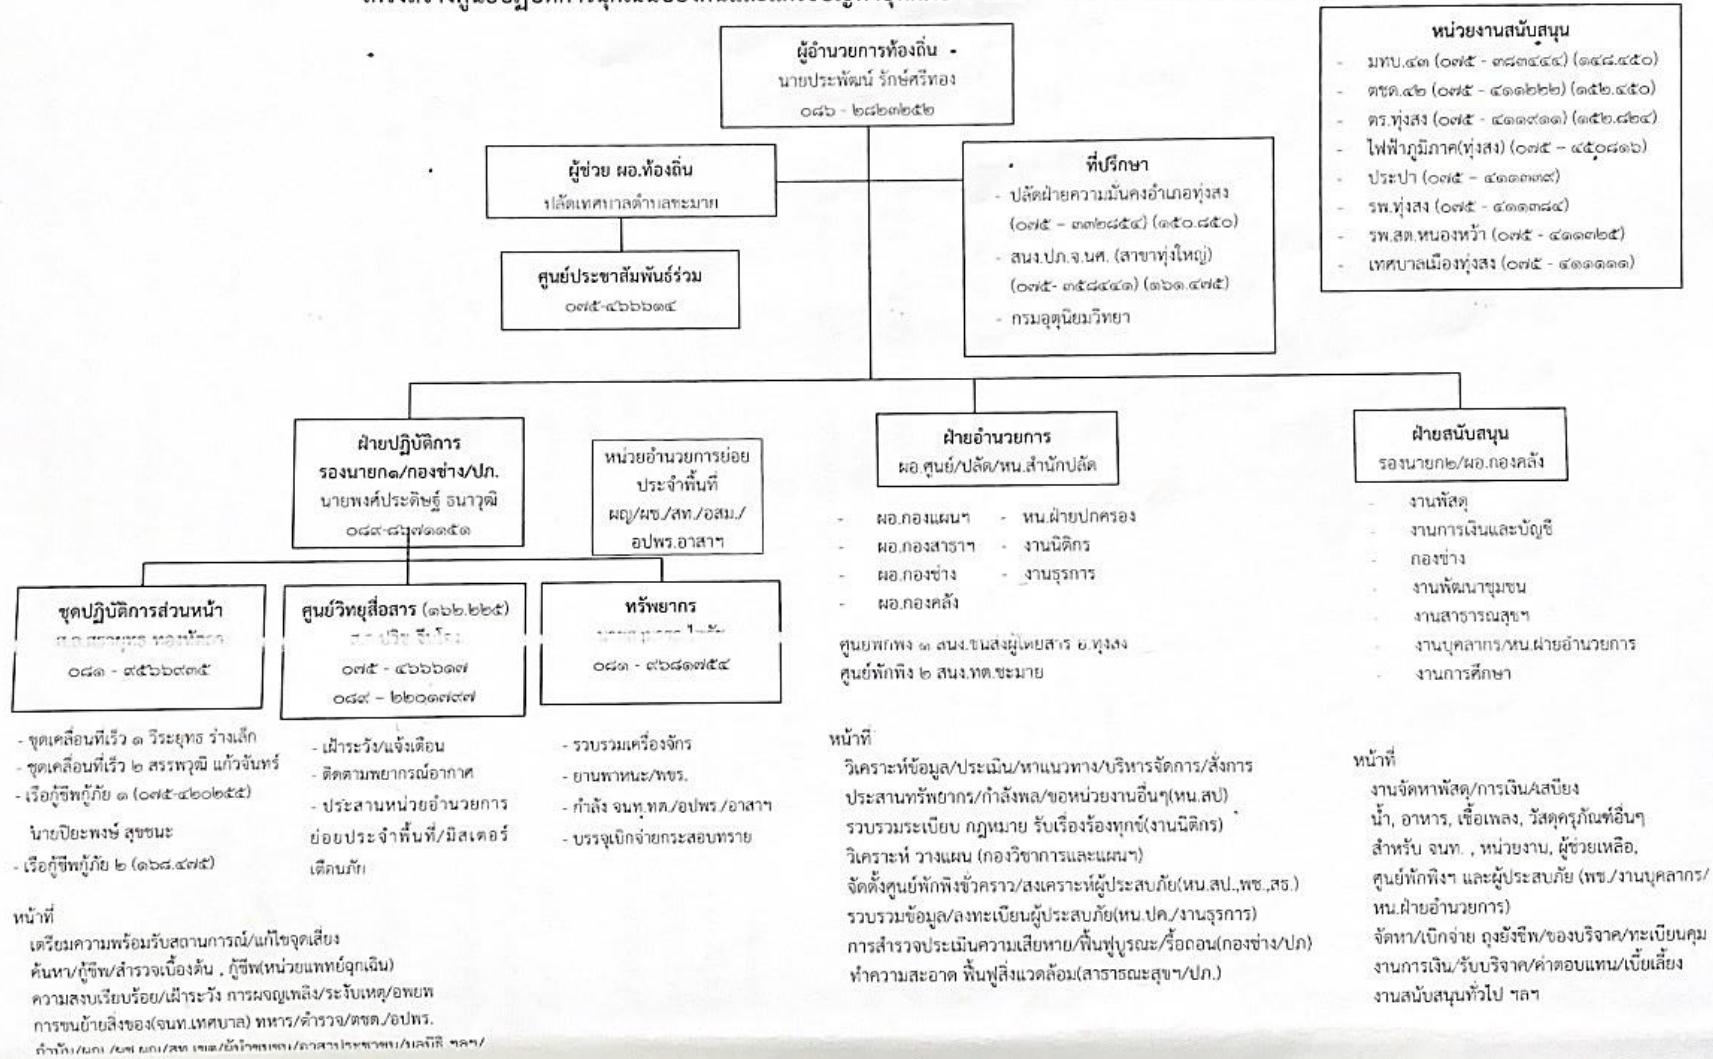 ผู้อำนวยการท้องถิ่น
นายประพัฒน์ รักษ์ศรีทอง
๐๘๖ - ๒๘๒๓๒๕๒
หน่วยงานสนับสนุน
- มทบ.๔๓ (๐๗๕ - ๓๘๓๔๔๔) (๑๔๘.๔๕๐)
- ตชด.๔๒ (๐๗๕ - ๔๑๑๒๒๒) (๑๕๒.๔๕๐)
- ตร.ทุ่งสง (๐๗๕ - ๔๑๑๙๑๑) (๑๕๒.๘๒๔)
- ไฟฟ้าภูมิภาค(ทุ่งสง) (๐๗๕ – ๔๕๐๘๑๖)
- ประปา (๐๗๕ – ๔๑๑๓๓๙)
- รพ.ทุ่งสง (๐๗๕ - ๔๑๑๓๘๔)
- รพ.สต.หนองหว้า (๐๗๕ - ๔๑๑๓๒๕)
- เทศบาลเมืองทุ่งสง (๐๗๕ - ๔๑๑๑๑๑)
ผู้ช่วย ผอ.ท้องถิ่น
ปลัดเทศบาลตำบลชะมาย
ที่ปรึกษา
- ปลัดฝ่ายความมั่นคงอำเภอทุ่งสง
(๐๗๕ – ๓๓๒๘๕๔) (๑๕๐.๘๕๐)
- สนง.ปภ.จ.นศ. (สาขาทุ่งใหญ่)
(๐๗๕- ๓๕๘๔๔๑) (๑๖๑.๔๗๕)
- กรมอุตุนิยมวิทยา
ศูนย์ประชาสัมพันธ์ร่วม
๐๗๕-๔๖๖๖๑๔
ฝ่ายปฏิบัติการ
รองนายก๑/กองช่าง/ปภ.
นายพงศ์ประดิษฐ์ ธนาวุฒิ
๐๘๙-๘๖๗๑๑๕๑
หน่วยอำนวยการย่อย
ประจำพื้นที่
ผญ/ผช./สท./อสม./
อปพร.อาสาฯ
ฝ่ายอำนวยการ
ผอ.ศูนย์/ปลัด/หน.สำนักปลัด
- ผอ.กองแผนฯ - หน.ฝ่ายปกครอง
- ผอ.กองสาธาฯ - งานนิติกร
- ผอ.กองช่าง - งานธุรการ
- ผอ.กองคลัง
ศูนย์พักพิง ๑ สนง.ขนส่งผู้โดยสาร อ.ทุ่งสง
ศูนย์พักพิง ๒ สนง.ทต.ชะมาย
ฝ่ายสนับสนุน
รองนายก๒/ผอ.กองคลัง
- งานพัสดุ
- งานการเงินและบัญชี
- กองช่าง
- งานพัฒนาชุมชน
- งานสาธารณสุขฯ
- งานบุคลากร/หน.ฝ่ายอำนวยการ
- งานการศึกษา
ชุดปฏิบัติการส่วนหน้า
๐๘๑ - ๙๕๖๖๙๓๕
ศูนย์วิทยุสื่อสาร (๑๖๒.๒๒๕)
๐๗๕ - ๔๖๖๖๑๗
๐๘๙ – ๒๒๐๑๗๙๗
ทรัพยากร
๐๘๑ - ๙๖๘๑๗๕๔
- ชุดเคลื่อนที่เร็ว ๑ วีระยุทธ ร่างเล็ก
- ชุดเคลื่อนที่เร็ว ๒ สรรพวุฒิ แก้วจันทร์
- เรือกู้ชีพกู้ภัย ๑ (๐๗๕-๔๒๐๒๕๕)
นายปิยะพงษ์ สุขชนะ
- เรือกู้ชีพกู้ภัย ๒ (๑๖๘.๔๗๕)
- เฝ้าระวัง/แจ้งเตือน
- ติดตามพยากรณ์อากาศ
- ประสานหน่วยอำนวยการ
ย่อยประจำพื้นที่/มิสเตอร์
เตือนภัย
- รวบรวมเครื่องจักร
- ยานพาหนะ/พขร.
- กำลัง จนท.ทต./อปพร./อาสาฯ
- บรรจุเบิกจ่ายกระสอบทราย
หน้าที่
เตรียมความพร้อมรับสถานการณ์/แก้ไขจุดเสี่ยง
ค้นหา/กู้ชีพ/สำรวจเบื้องต้น , กู้ชีพ(หน่วยแพทย์ฉุกเฉิน)
ความสงบเรียบร้อย/เฝ้าระวัง การผจญเพลิง/ระงับเหตุ/อพยพ
การขนย้ายสิ่งของ(จนท.เทศบาล) ทหาร/ตำรวจ/ตชด./อปพร.
หน้าที่
วิเคราะห์ข้อมูล/ประเมิน/หาแนวทาง/บริหารจัดการ/สั่งการ
ประสานทรัพยากร/กำลังพล/ขอหน่วยงานอื่นๆ(หน.สป)
รวบรวมระเบียบ กฎหมาย รับเรื่องร้องทุกข์(งานนิติกร)
วิเคราะห์ วางแผน (กองวิชาการและแผนฯ)
จัดตั้งศูนย์พักพิงชั่วคราว/สงเคราะห์ผู้ประสบภัย(หน.สป.,พช.,สธ.)
รวบรวมข้อมูล/ลงทะเบียนผู้ประสบภัย(หน.ปค./งานธุรการ)
การสำรวจประเมินความเสียหาย/ฟื้นฟูบูรณะ/รื้อถอน(กองช่าง/ปภ)
ทำความสะอาด ฟื้นฟูสิ่งแวดล้อม(สาธารณะสุขฯ/ปภ.)
หน้าที่
งานจัดหาพัสดุ/การเงิน/เสบียง
น้ำ, อาหาร, เชื้อเพลง, วัสดุครุภัณฑ์อื่นๆ
สำหรับ จนท. , หน่วยงาน, ผู้ช่วยเหลือ,
ศูนย์พักพิงฯ และผู้ประสบภัย (พช./งานบุคลากร/
หน.ฝ่ายอำนวยการ)
จัดหา/เบิกจ่าย ถุงยังชีพ/ของบริจาค/ทะเบียนคุม
งานการเงิน/รับบริจาค/ค่าตอบแทน/เบี้ยเลี้ยง
งานสนับสนุนทั่วไป ฯลฯ